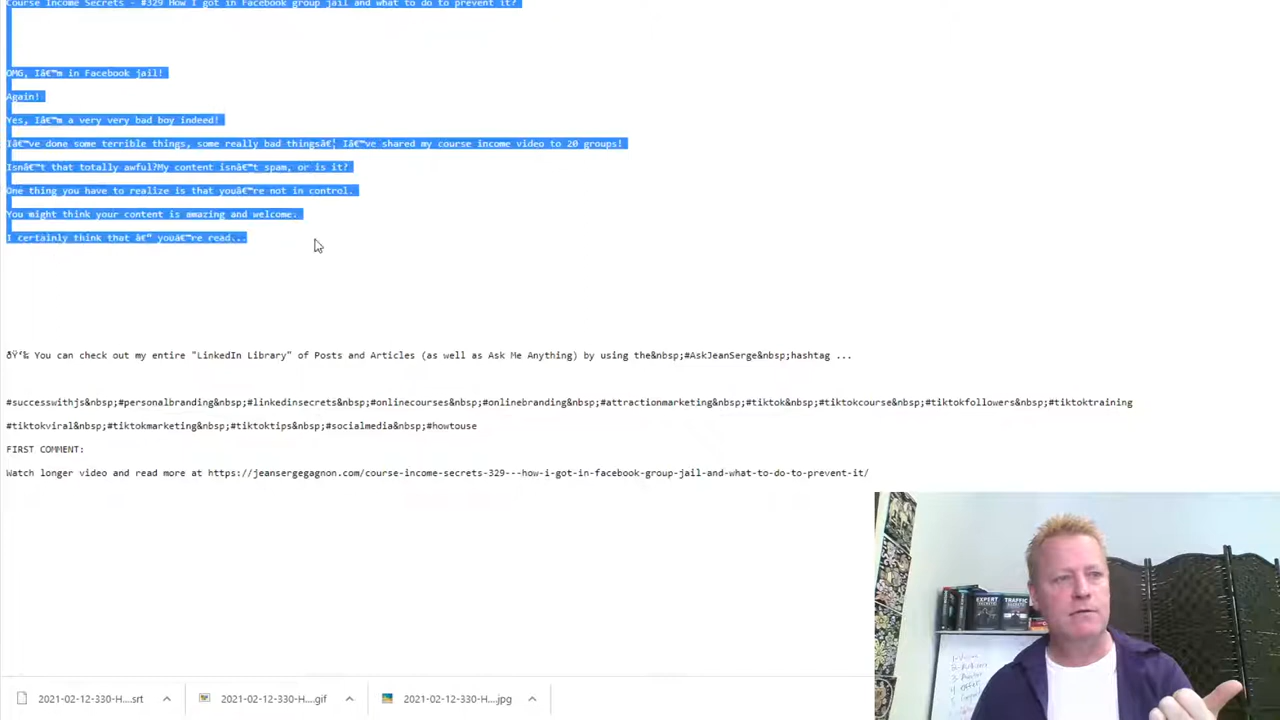 Course Income Secrets - #329 How I got in Facebook group jail and what to do to prevent it?
OMG, Iâ€™m in Facebook jail!
Again!
Yes, Iâ€™m a very very bad boy indeed!
Iâ€™ve done some terrible things, some really bad thingsâ€¦ Iâ€™ve shared my course income video to 20 groups!
Isnâ€™t that totally awful?My content isnâ€™t spam, or is it?
One thing you have to realize is that youâ€™re not in control.
You might think your content is amazing and welcome.
I certainly think that â€“ youâ€™re read...
ðŸ‘‰ You can check out my entire "LinkedIn Library" of Posts and Articles (as well as Ask Me Anything) by using the&nbsp;#AskJeanSerge&nbsp;hashtag ...
#successwithjs&nbsp;#personalbranding&nbsp;#linkedinsecrets&nbsp;#onlinecourses&nbsp;#onlinebranding&nbsp;#attractionmarketing&nbsp;#tiktok&nbsp;#tiktokcourse&nbsp;#tiktokfollowers&nbsp;#tiktoktraining
#tiktokviral&nbsp;#tiktokmarketing&nbsp;#tiktoktips&nbsp;#socialmedia&nbsp;#howtouse
FIRST COMMENT:
Watch longer video and read more at https://jeansergegagnon.com/course-income-secrets-329---how-i-got-in-facebook-group-jail-and-what-to-do-to-prevent-it/
EXPERT
SECRETS
TRAFFIC
SECRETS
2021-02-12-330-H....srt
2021-02-12-330-H....gif
2021-02-12-330-H....jpg